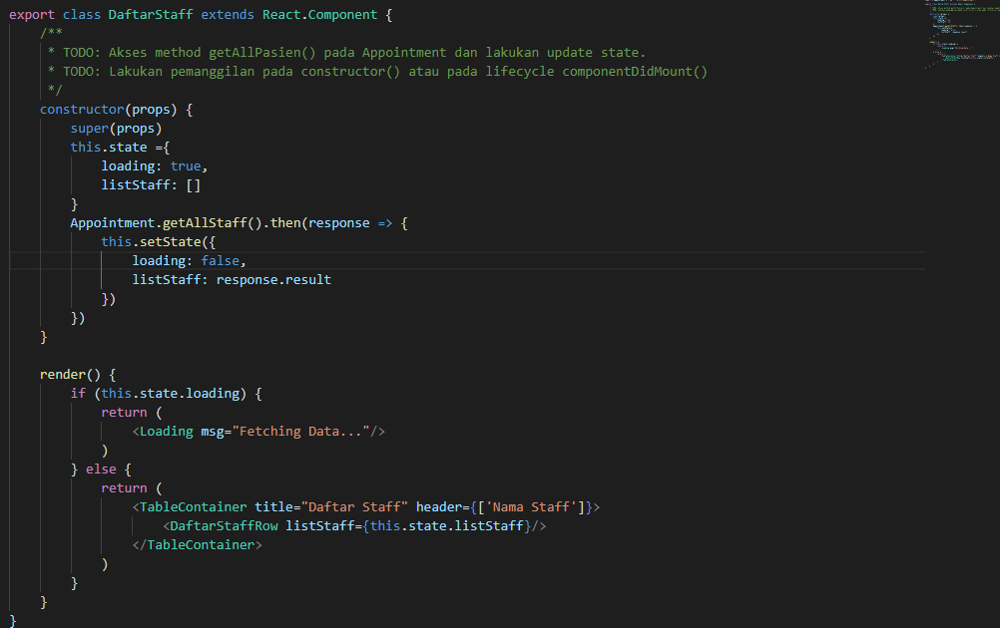 export class DaftarStaff extends React.Component {
    /**
     * TODO: Akses method getAllPasien() pada Appointment dan lakukan update state.
     * TODO: Lakukan pemanggilan pada constructor() atau pada lifecycle componentDidMount()
     */
    constructor(props) {
        super(props)
        this.state ={
            loading: true,
            listStaff: []
        }
        Appointment.getAllStaff().then(response => {
            this.setState({
                loading: false,
                listStaff: response.result
            })
        })
    }

    render() {
        if (this.state.loading) {
            return (
                <Loading msg="Fetching Data..."/>
            )
        } else {
            return (
                <TableContainer title="Daftar Staff" header={['Nama Staff']}>
                    <DaftarStaffRow listStaff={this.state.listStaff}/>
                </TableContainer>
            )
        }
    }
}